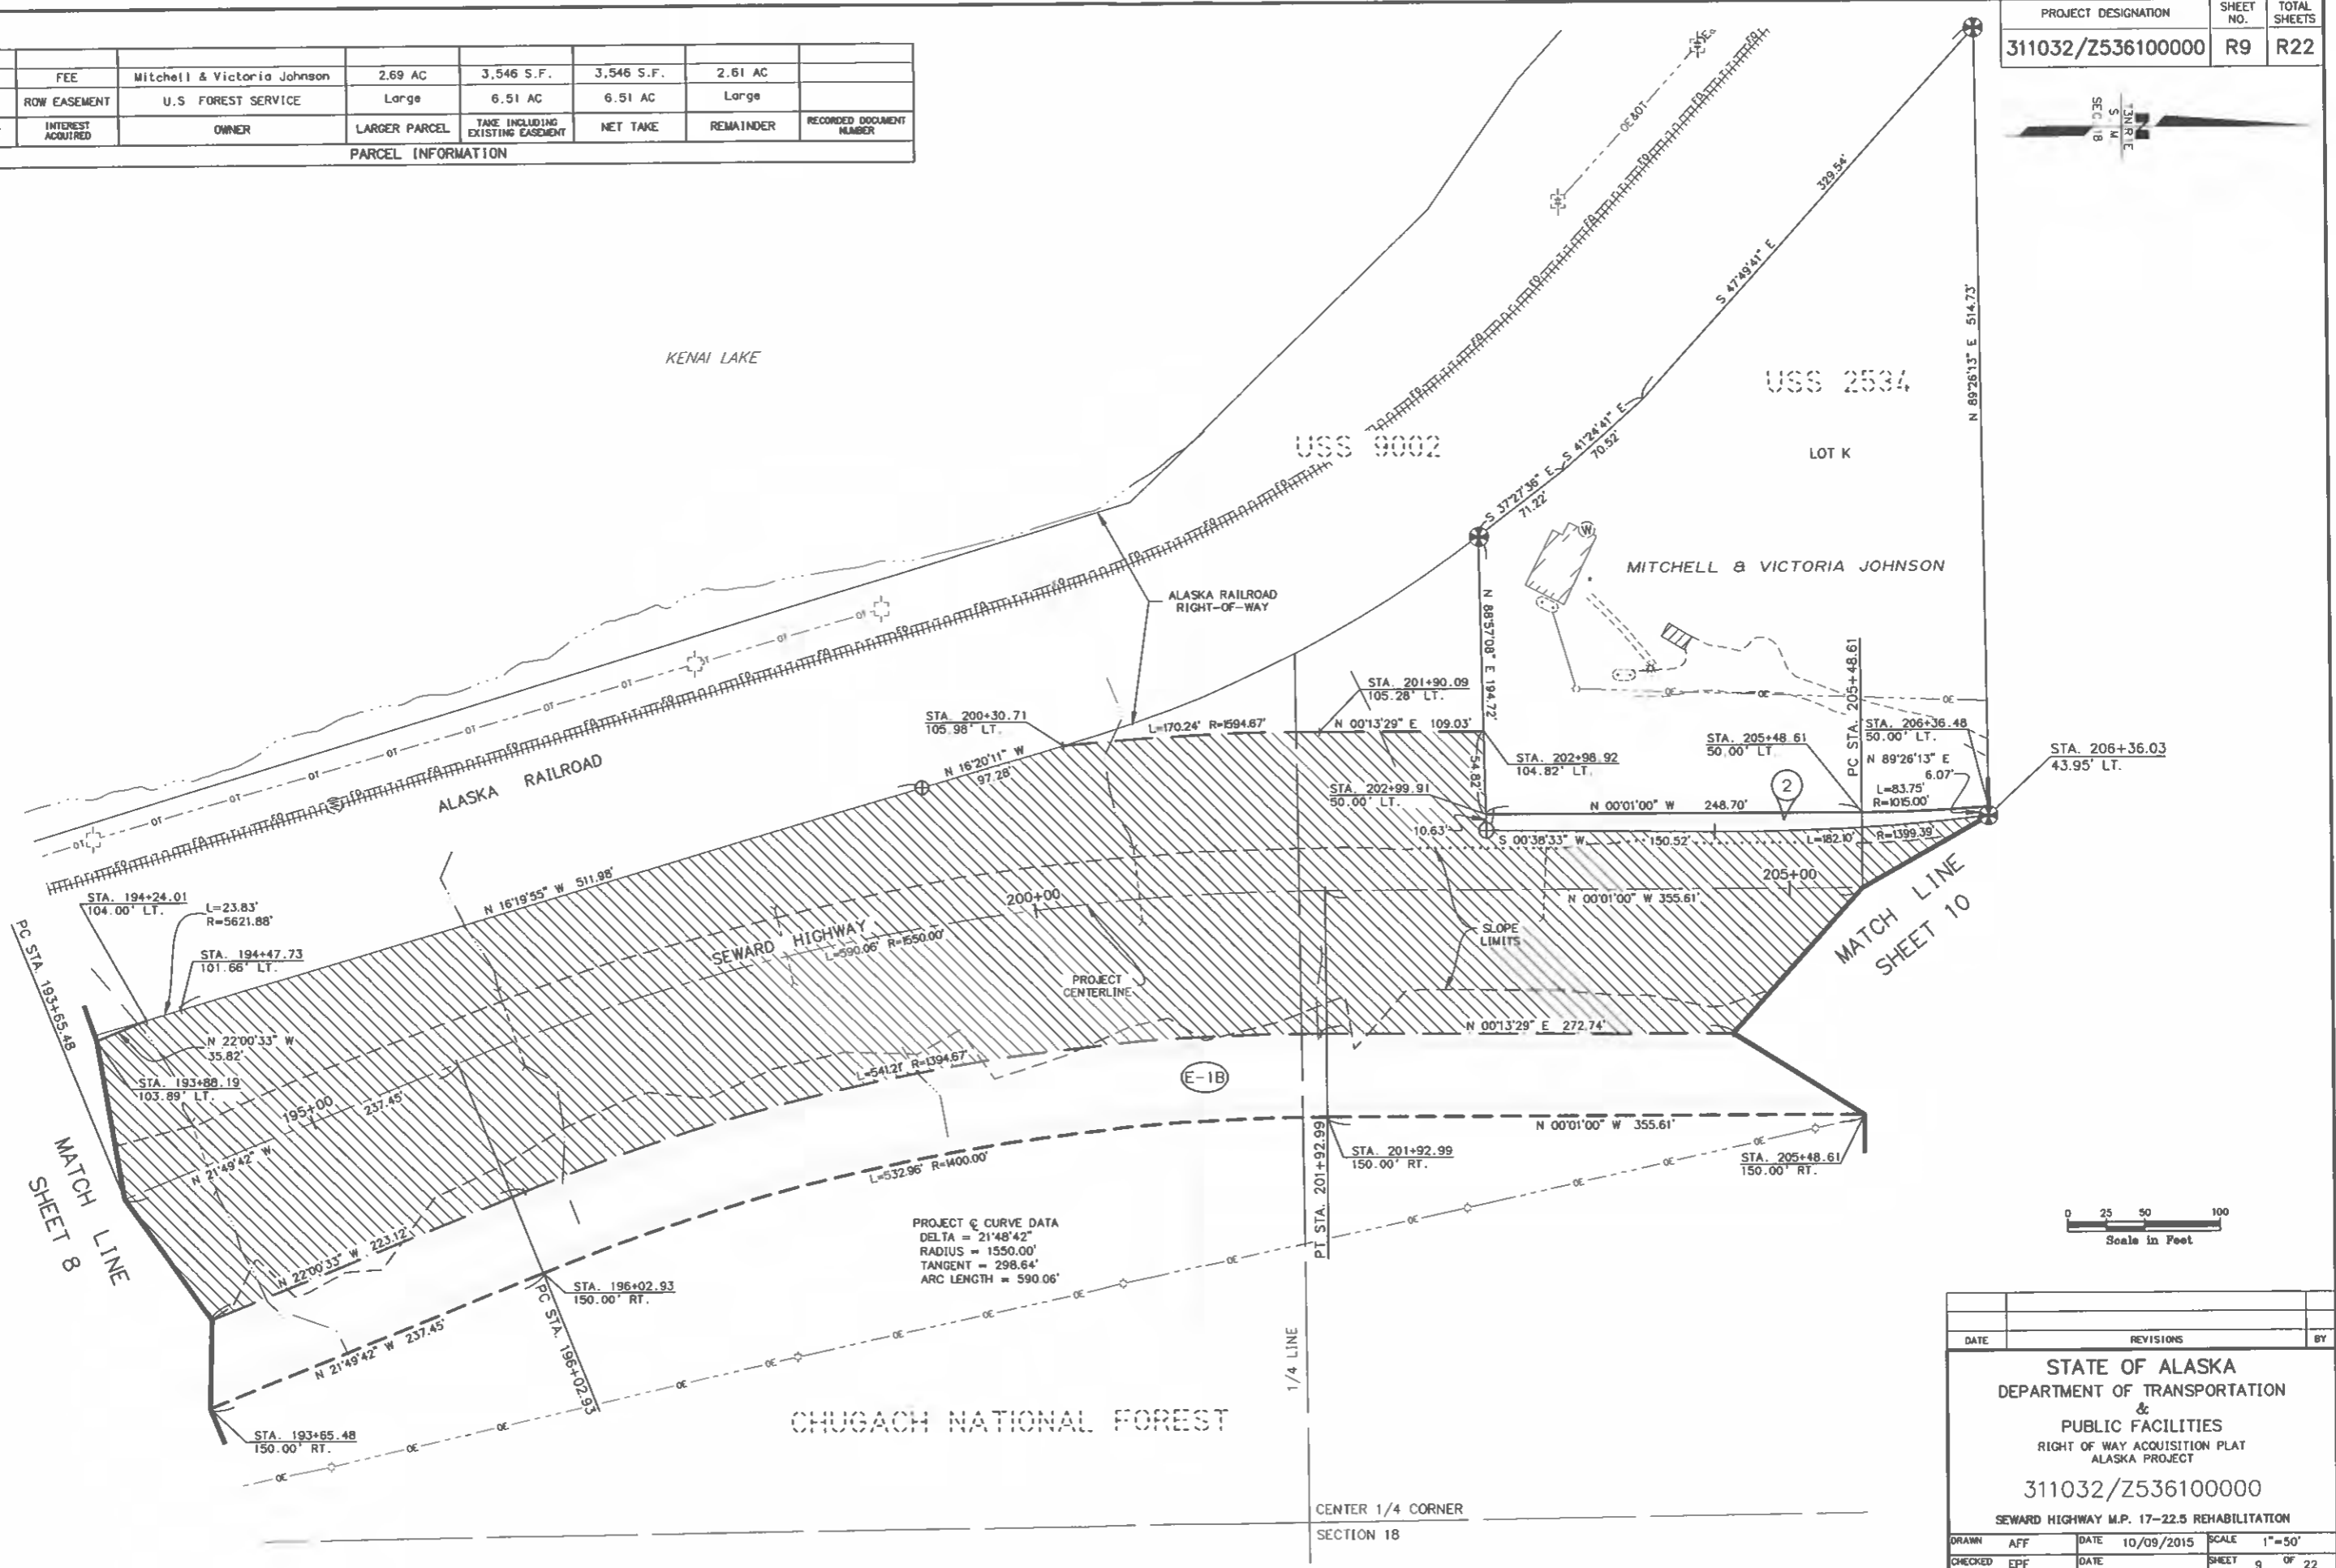 PROJECT DESIGNATION
SHEET NO.
TOTAL SHEETS
311032/Z536100000
R9
R22
FEE
Mitchell & Victoria Johnson
2.69 AC
3,546 S.F.
3,546 S.F.
2.61 AC
ROW EASEMENT
U.S FOREST SERVICE
Large
6.51 AC
6.51 AC
Large
INTEREST ACQUIRED
OWNER
LARGER PARCEL
TAKE INCLUDING EXISTING EASEMENT
NET TAKE
REMAINDER
RECORDED DOCUMENT NUMBER
PARCEL INFORMATION
S. M.
SEC 18
KENAI LAKE
OE&OT
329.54'
S 47°49'41" E
N 89°26'13" E 514.73'
USS 2534
LOT K
USS 9002
S 41°24'41" E
70.52'
S 37°27'36" E
71.22'
W
MITCHELL & VICTORIA JOHNSON
ALASKA RAILROAD
RIGHT-OF-WAY
N 88°57'08" E 194.72'
54.82'
STA. 201+90.09
105.28' LT.
STA. 200+30.71
105.98' LT.
L=170.24' R=1594.67'
N 00°13'29" E 109.03'
PC STA. 205+48.61
STA. 206+36.48
50.00' LT.
STA. 205+48.61
50.00' LT
STA. 206+36.03
43.95' LT.
N 89°26'13" E
6.07'
STA. 202+98.92
104.82' LT.
STA. 202+99.91
50.00' LT.
2
L=83.75'
R=1015.00'
N 00°01'00" W 248.70'
10.63'
S 00°38'33" W
150.52'
L=182.10'
R=1399.39'
N 16°20'11" W
97.28'
ALASKA RAILROAD
N 16°19'55" W 511.98'
STA. 194+24.01
104.00' LT.
L=23.83'
R=5621.88'
STA. 194+47.73
101.66' LT.
PC STA. 193+65.48
200+00
205+00
N 00°01'00" W 355.61'
SEWARD HIGHWAY
L=590.06' R=1550.00'
PROJECT
CENTERLINE
SLOPE
LIMITS
MATCH LINE
SHEET 10
N 22°00'33" W
35.82'
STA. 193+88.19
103.89' LT.
195+00
237.45'
N 21°49'42" W
N 00°13'29" E 272.74'
L=541.21' R=1394.67'
E-1B
MATCH LINE
SHEET 8
N 00°01'00" W 355.61'
STA. 201+92.99
150.00' RT.
STA. 205+48.61
150.00' RT.
PT STA. 201+92.99
L=532.96' R=1400.00'
N 22°00'33" W 223.12'
STA. 196+02.93
150.00' RT.
PC STA. 196+02.93
N 21°49'42" W 237.45'
STA. 193+65.48
150.00' RT.
PROJECT ℄ CURVE DATA
DELTA = 21°48'42"
RADIUS = 1550.00'
TANGENT = 298.64'
ARC LENGTH = 590.06'
1/4 LINE
0 25 50 100
Scale in Feet
CHUGACH NATIONAL FOREST
CENTER 1/4 CORNER
SECTION 18
DATE
REVISIONS
BY
STATE OF ALASKA
DEPARTMENT OF TRANSPORTATION
&
PUBLIC FACILITIES
RIGHT OF WAY ACQUISITION PLAT
ALASKA PROJECT
311032/Z536100000
SEWARD HIGHWAY M.P. 17-22.5 REHABILITATION
DRAWN AFF DATE 10/09/2015 SCALE 1"=50'
CHECKED EPF DATE SHEET 9 OF 22